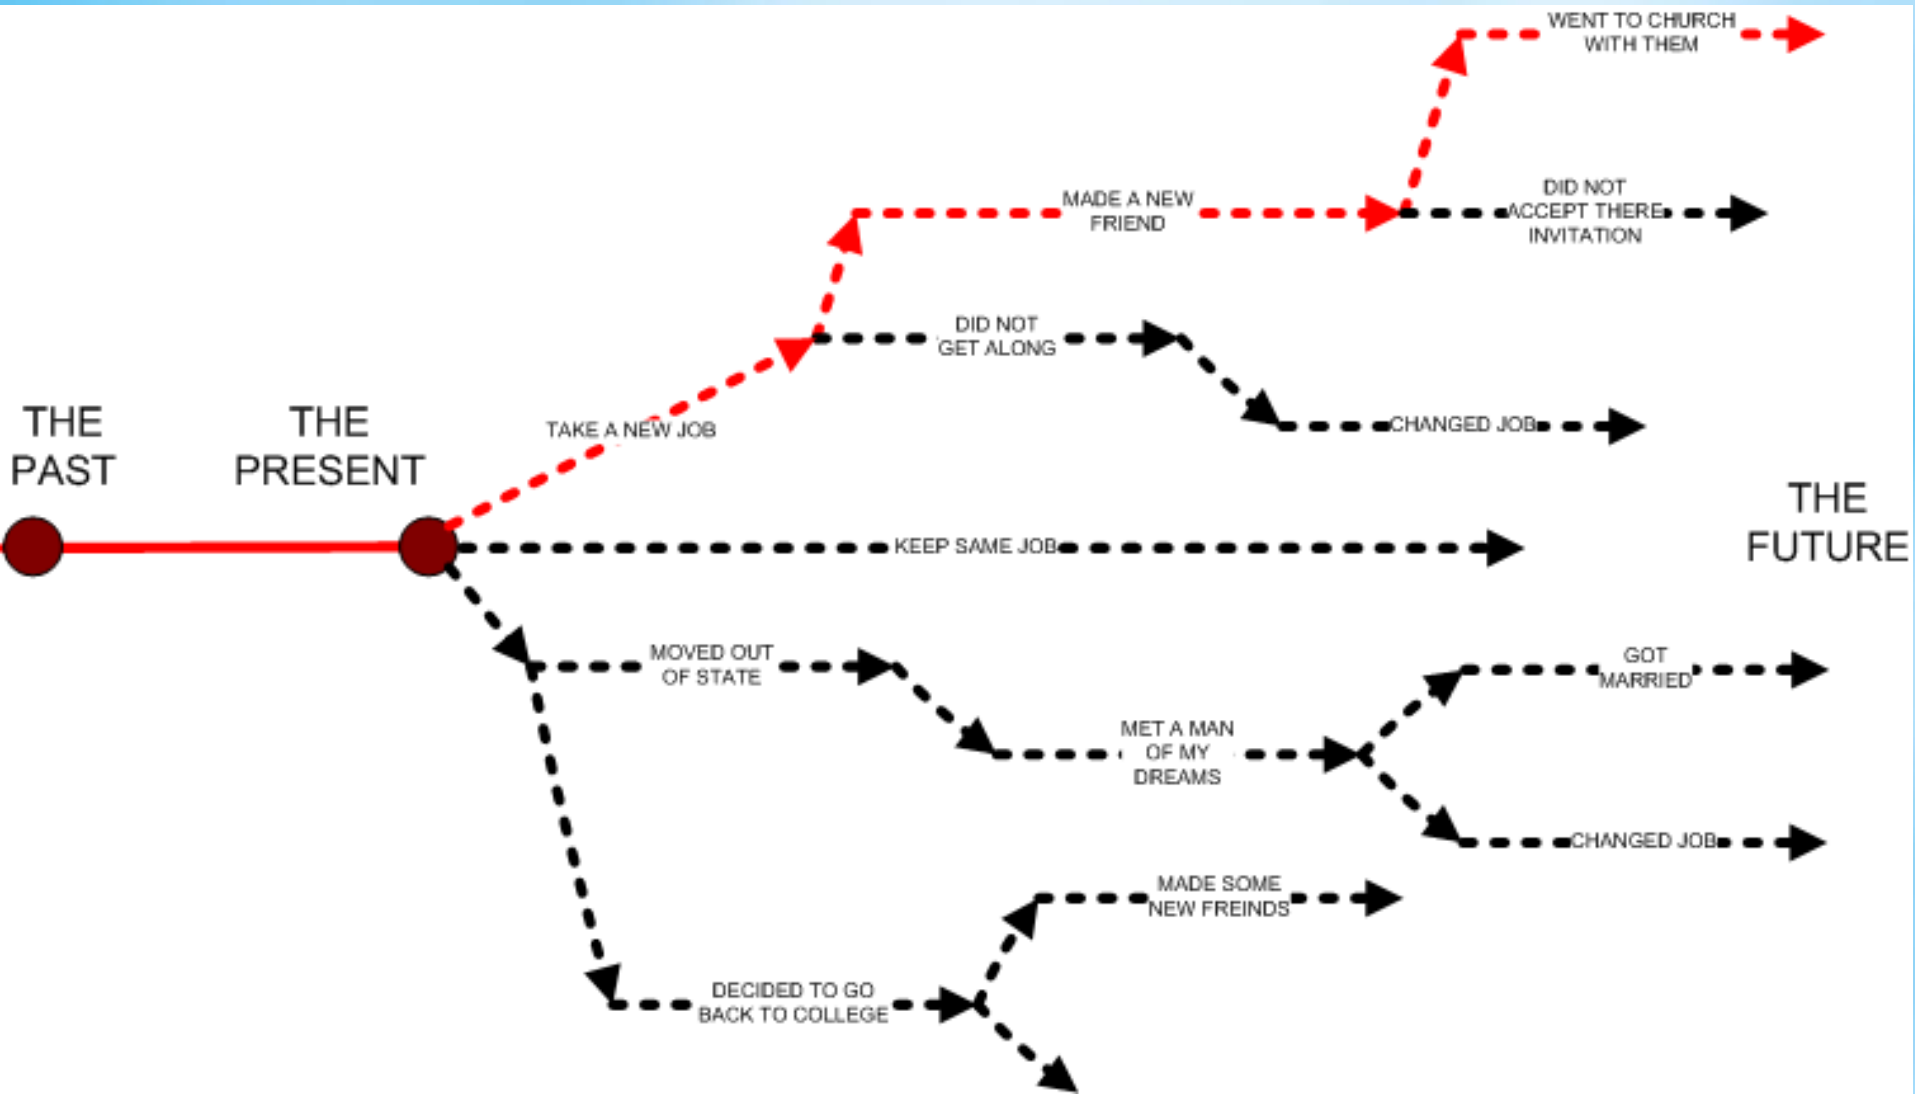 WENT TO CHURCH
WITH THEM
DID NOT
ACCEPT THERE
INVITATION
MADE A NEW
FRIEND
DID NOT
GET ALONG
CHANGED JOB
TAKE A NEW JOB
THE
PAST
THE
PRESENT
THE
FUTURE
KEEP SAME JOB
MOVED OUT
OF STATE
GOT
MARRIED
MET A MAN
OF MY
DREAMS
CHANGED JOB
MADE SOME
NEW FREINDS
DECIDED TO GO
BACK TO COLLEGE